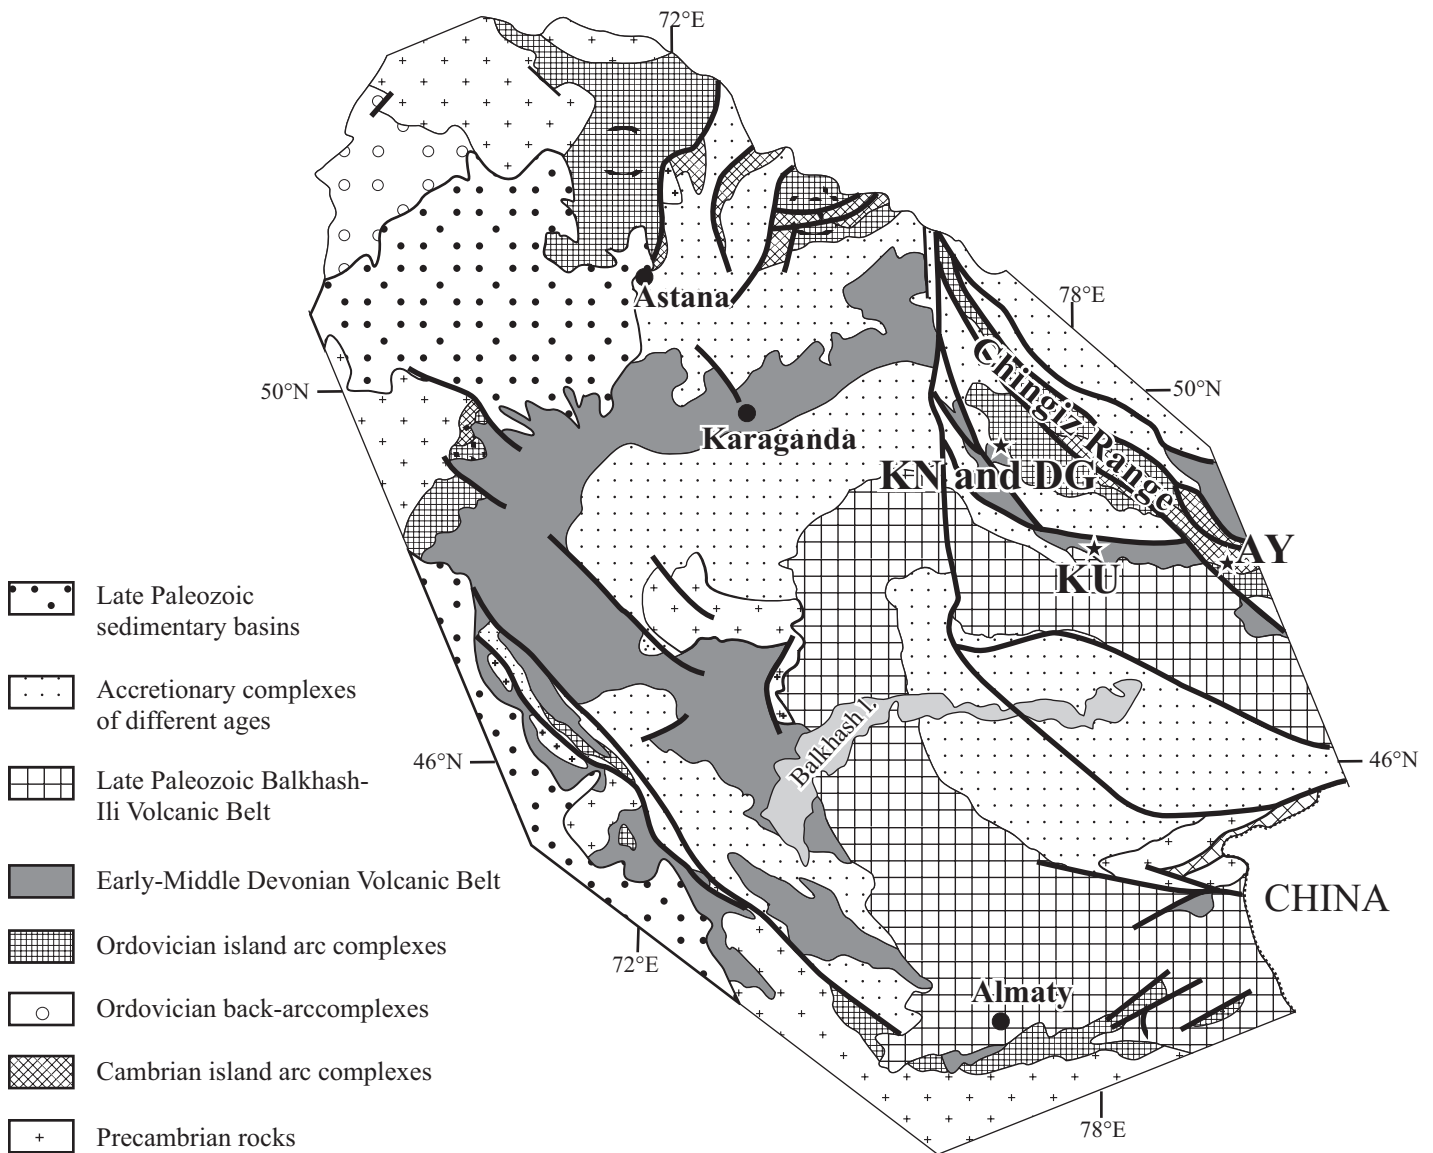 72°E
Astana
78°E
50°N
50°N
Chingiz Range
Karaganda
KN and DG
AY
KU
Late Paleozoic
sedimentary basins
Accretionary complexes
of different ages
Balkhash l.
46°N
46°N
Late Paleozoic Balkhash-
Ili Volcanic Belt
Early-Middle Devonian Volcanic Belt
CHINA
Ordovician island arc complexes
72°E
Almaty
Ordovician back-arccomplexes
Cambrian island arc complexes
78°E
Precambrian rocks